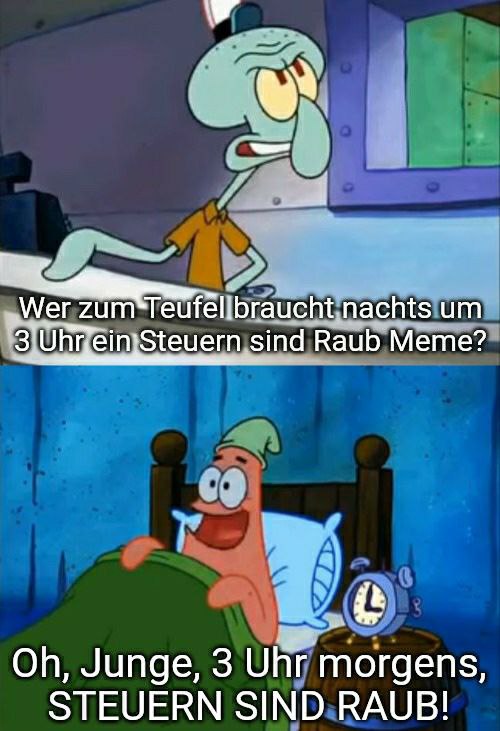 Wer zum Teufel braucht nachts um
3 Uhr ein Steuern sind Raub Meme?
Oh, Junge, 3 Uhr morgens,
STEUERN SIND RAUB!